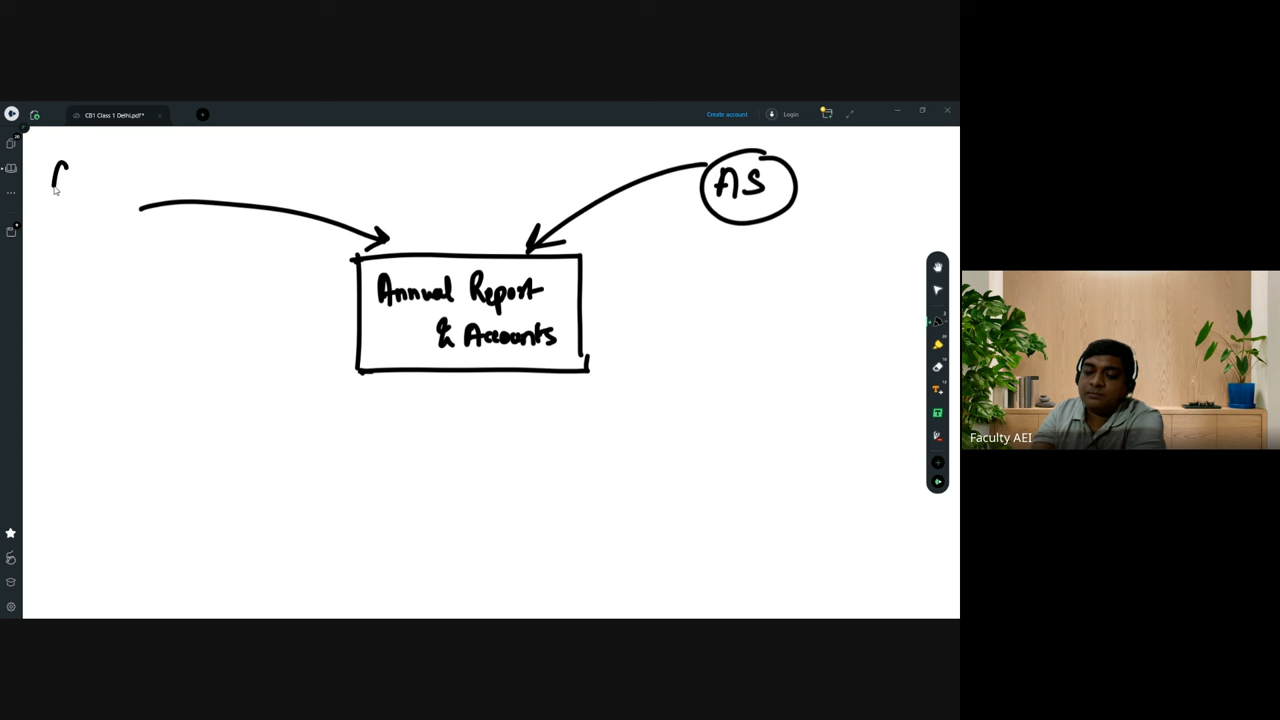 CB1 Class 1 Delhi.pdf*
Create account
Login
AS
Annual Report
& Accounts
Faculty AEI